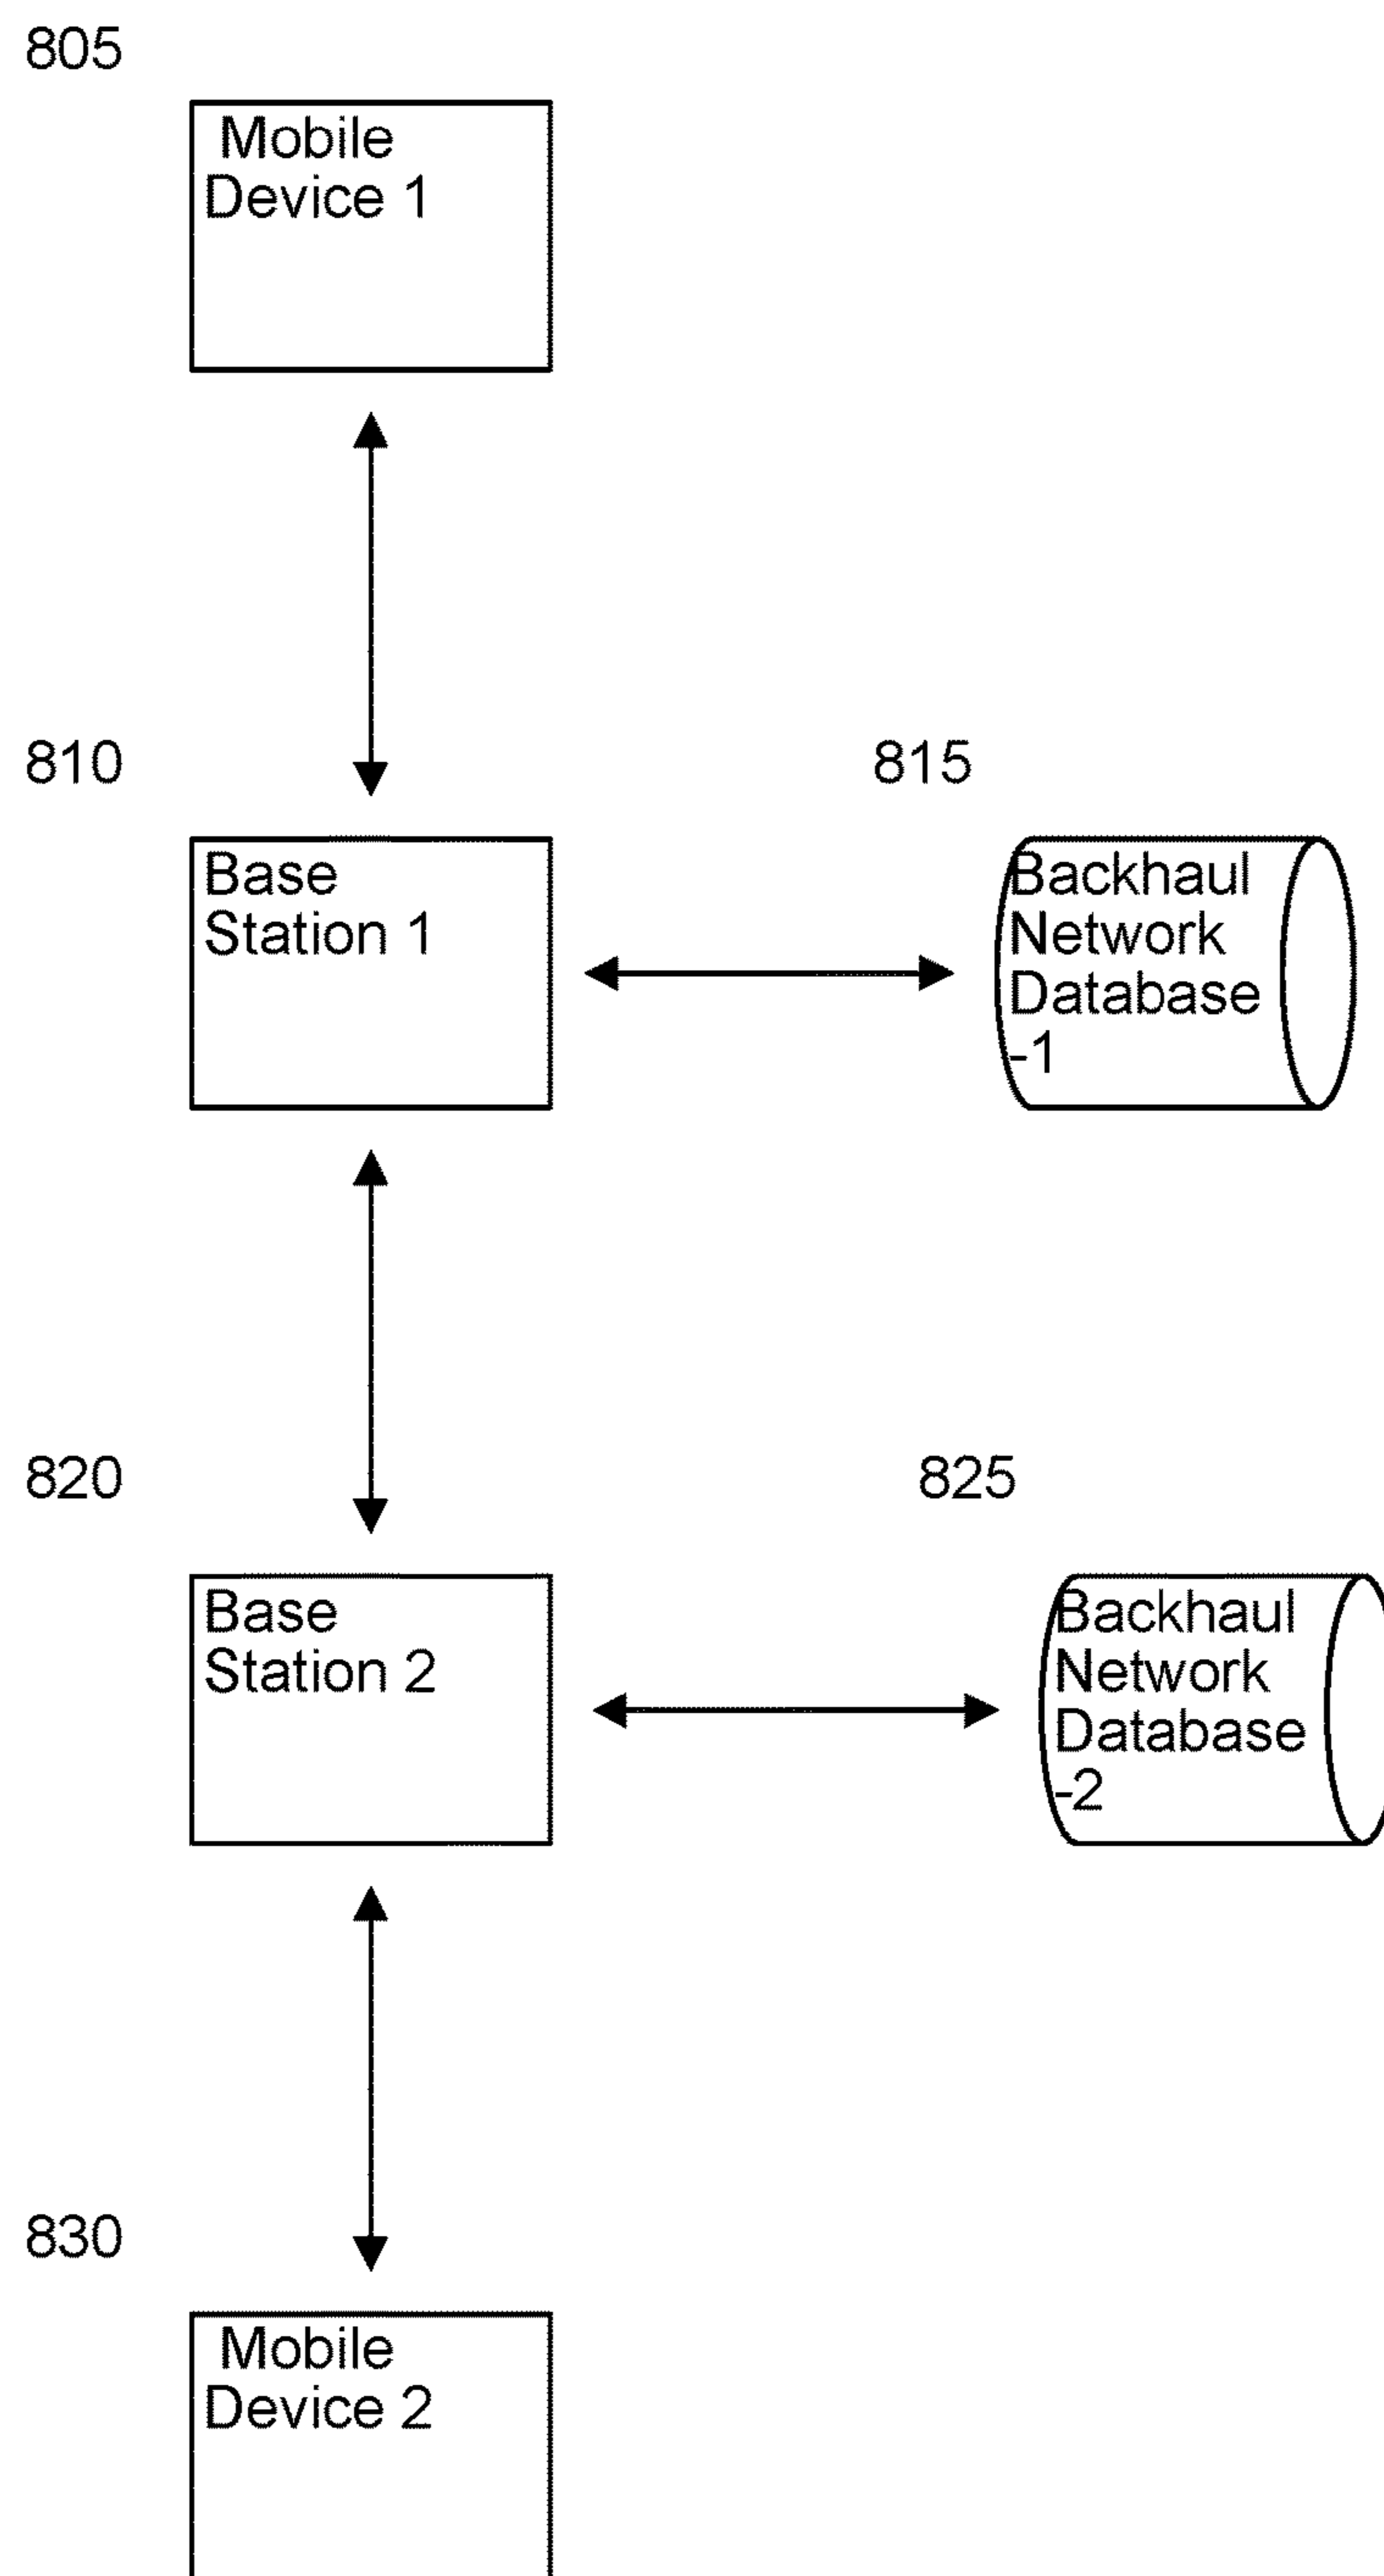 805
Mobile
Device 1
810
815
Base
Station 1
Backhaul
Network
Database
-1
820
825
Base
Station 2
Backhaul
Network
Database
-2
830
Mobile
Device 2